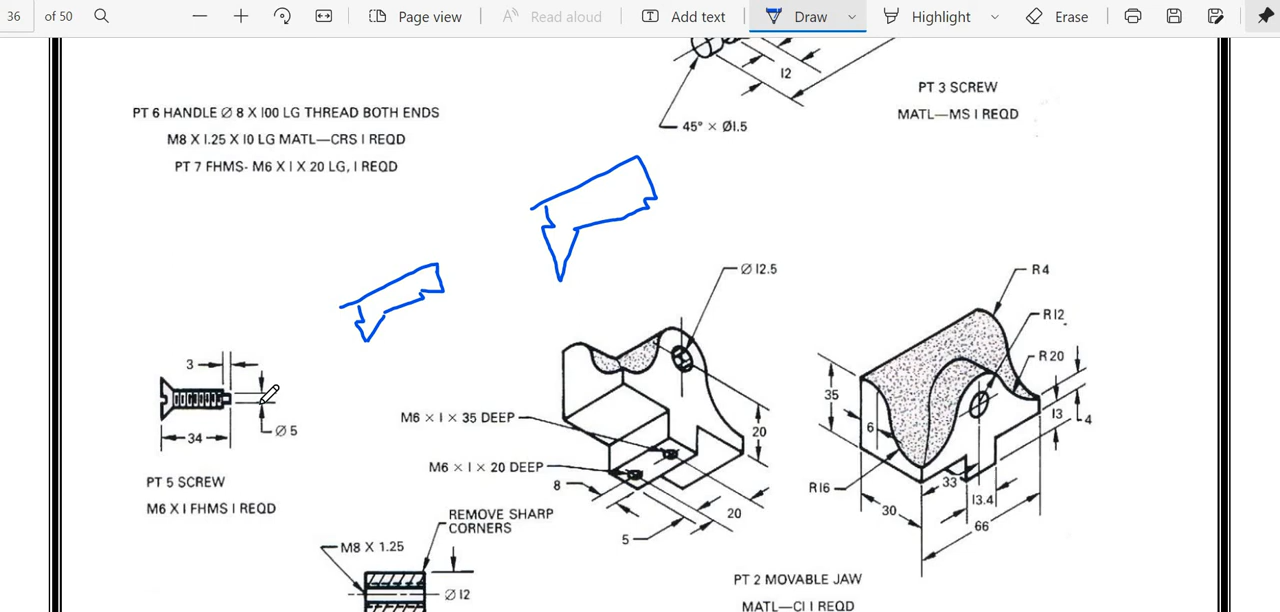 36 of 50 Page view Read aloud Add text Draw Highlight Erase
12
PT 3 SCREW
MATL—MS I REQD
45° × Ø1.5
PT 6 HANDLE Ø 8 X 100 LG THREAD BOTH ENDS
M8 X 1.25 X 10 LG MATL—CRS I REQD
PT 7 FHMS- M6 X I X 20 LG, I REQD
Ø 12.5
R4
R12
R 20
3
34
Ø 5
PT 5 SCREW
M6 X I FHMS I REQD
M6 × I × 35 DEEP
M6 × I × 20 DEEP
8
5
20
20
35
6
R16
30
33
13.4
66
13
4
REMOVE SHARP
CORNERS
M8 X 1.25
Ø 12
PT 2 MOVABLE JAW
MATL—CI I REQD